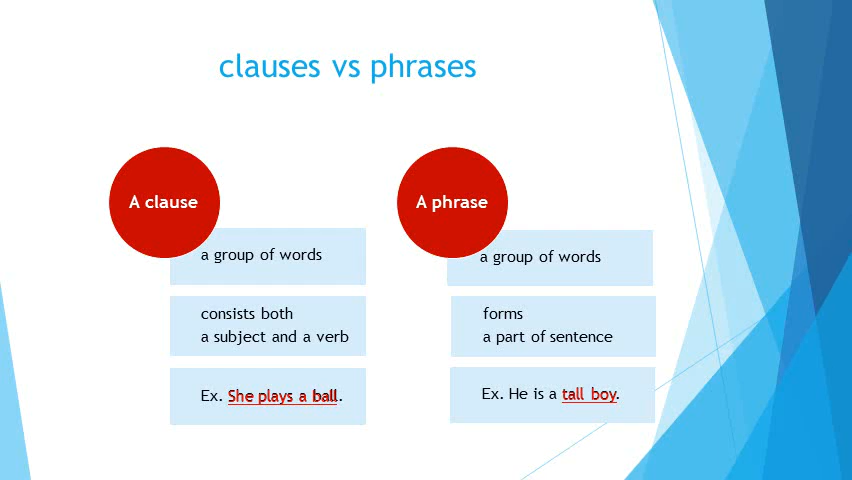 clauses vs phrases
A clause
a group of words
consists both
a subject and a verb
Ex. She plays a ball.
A phrase
a group of words
forms
a part of sentence
Ex. He is a tall boy.